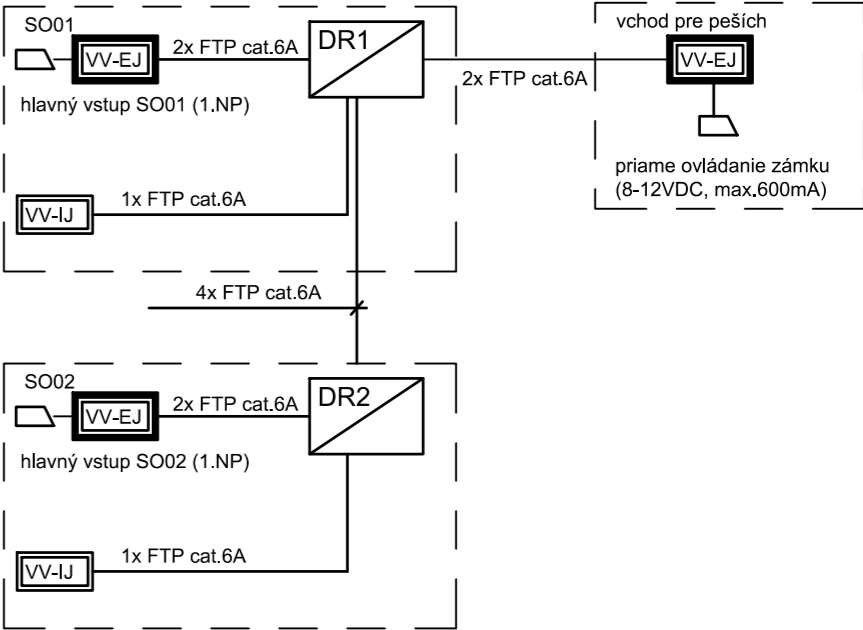 SO01
VV-EJ
2x FTP cat.6A
DR1
hlavný vstup SO01 (1.NP)
VV-IJ
1x FTP cat.6A
2x FTP cat.6A
vchod pre peších
VV-EJ
priame ovládanie zámku
(8-12VDC, max.600mA)
4x FTP cat.6A
SO02
VV-EJ
2x FTP cat.6A
DR2
hlavný vstup SO02 (1.NP)
VV-IJ
1x FTP cat.6A